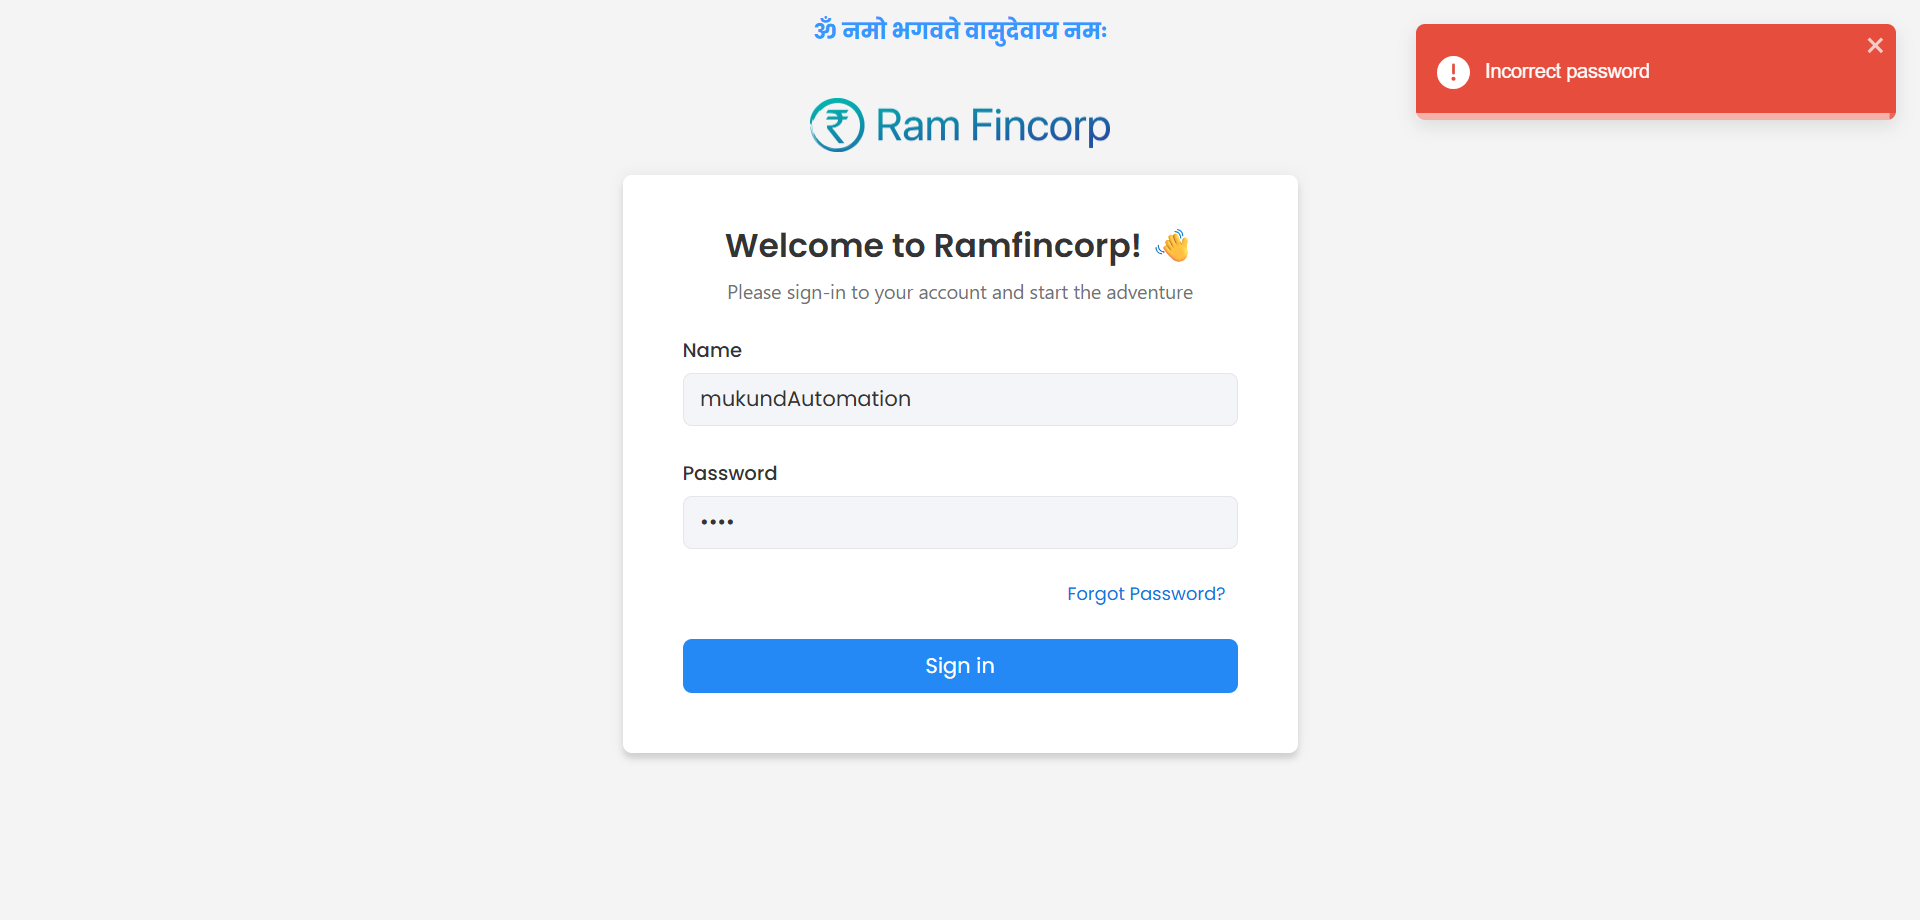 ॐ नमो भगवते वासुदेवाय नमः
Incorrect password
Ram Fincorp
Welcome to Ramfincorp! 👋
Please sign-in to your account and start the adventure
Name
mukundAutomation
Password
••••
Forgot Password?
Sign in